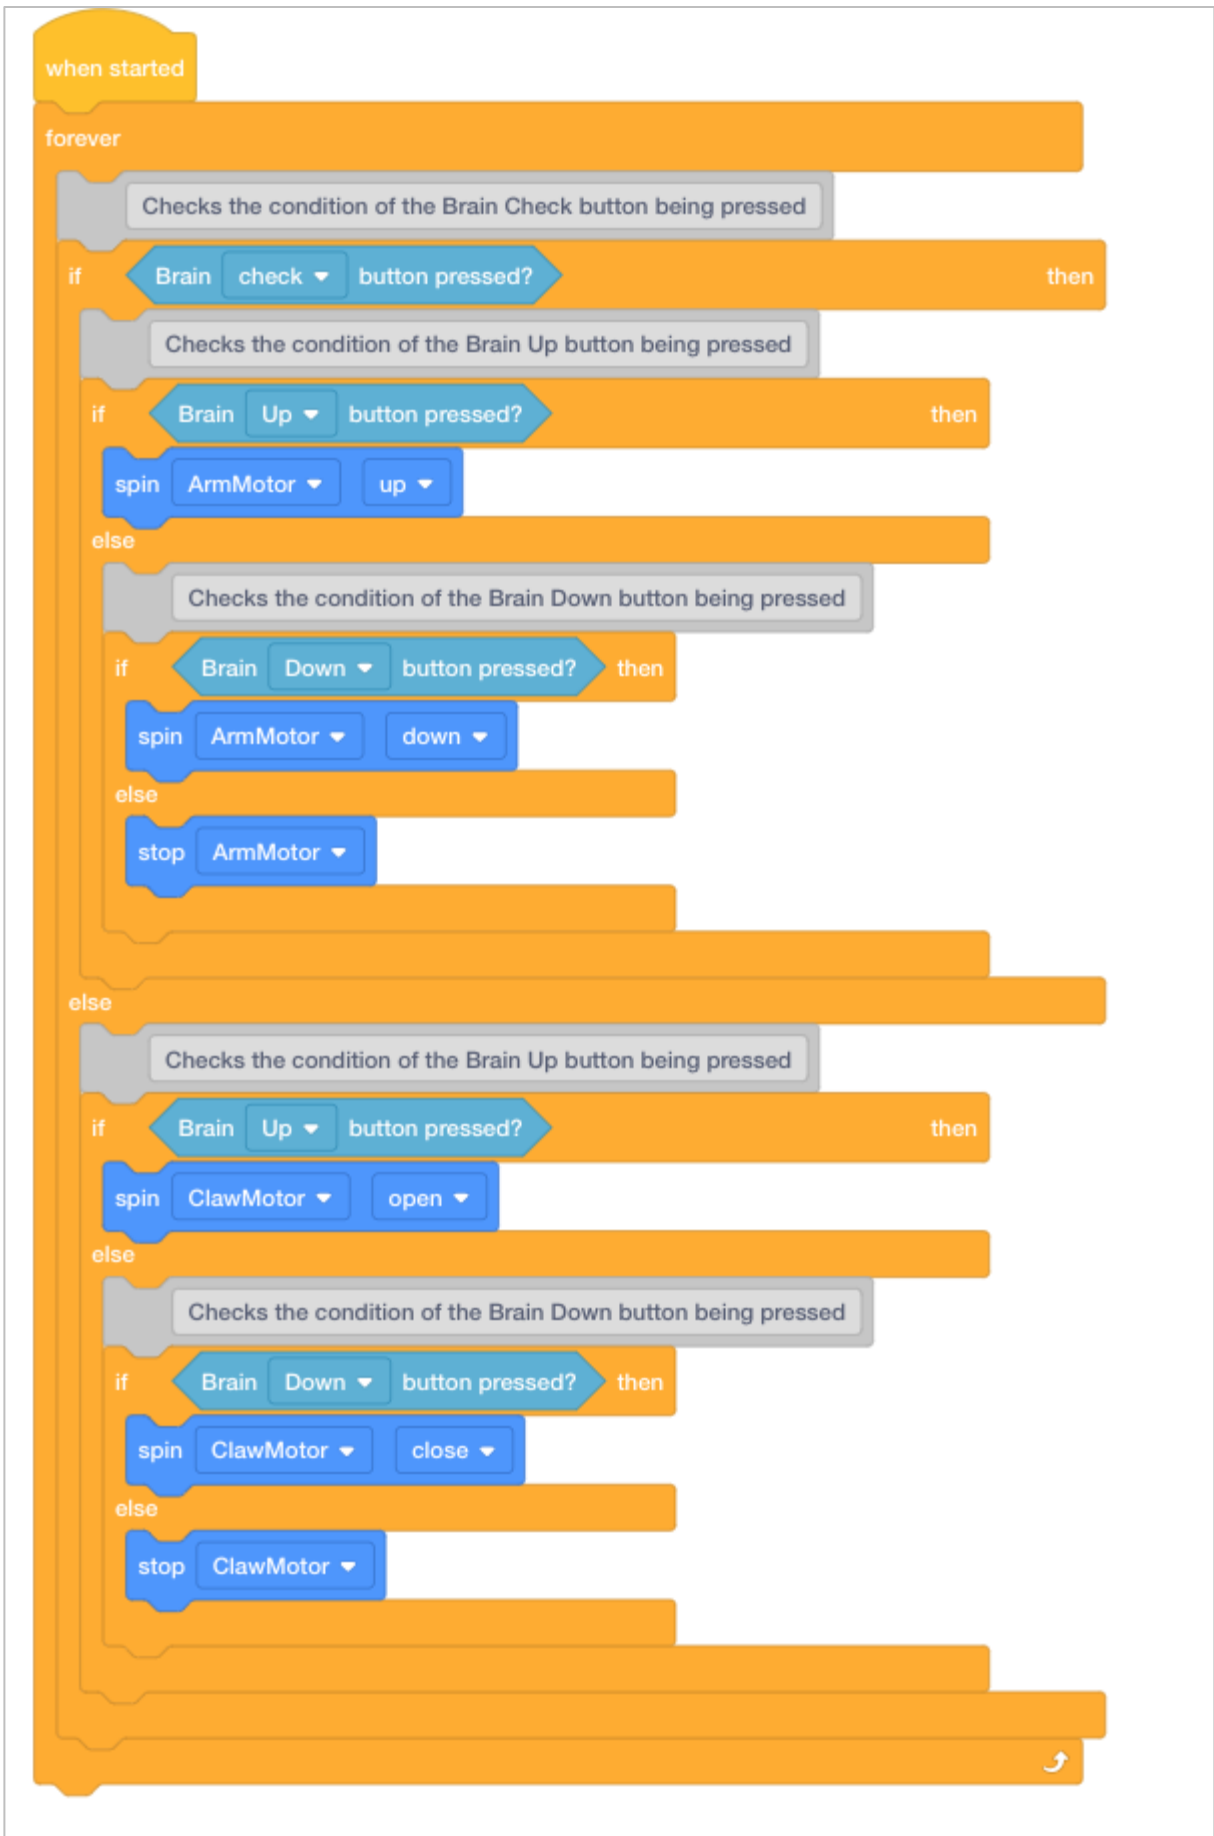 when started
forever
Checks the condition of the Brain Check button being pressed
if Brain check button pressed? then
Checks the condition of the Brain Up button being pressed
if Brain Up button pressed? then
spin ArmMotor up
else
Checks the condition of the Brain Down button being pressed
if Brain Down button pressed? then
spin ArmMotor down
else
stop ArmMotor
else
Checks the condition of the Brain Up button being pressed
if Brain Up button pressed? then
spin ClawMotor open
else
Checks the condition of the Brain Down button being pressed
if Brain Down button pressed? then
spin ClawMotor close
else
stop ClawMotor